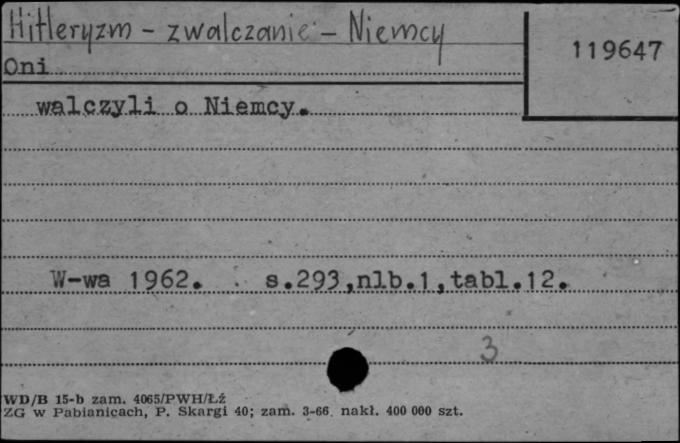 Hitleryzm - zwalczanie - Niemcy
119647
Oni
walczyli o Niemcy.
W-wa 1962. s.293,nlb.1,tabl.12.
3
WD/B 15-b zam. 4065/PWH/Łź
ZG w Pabianicach, P. Skargi 40; zam. 3-66 nakł. 400 000 szt.